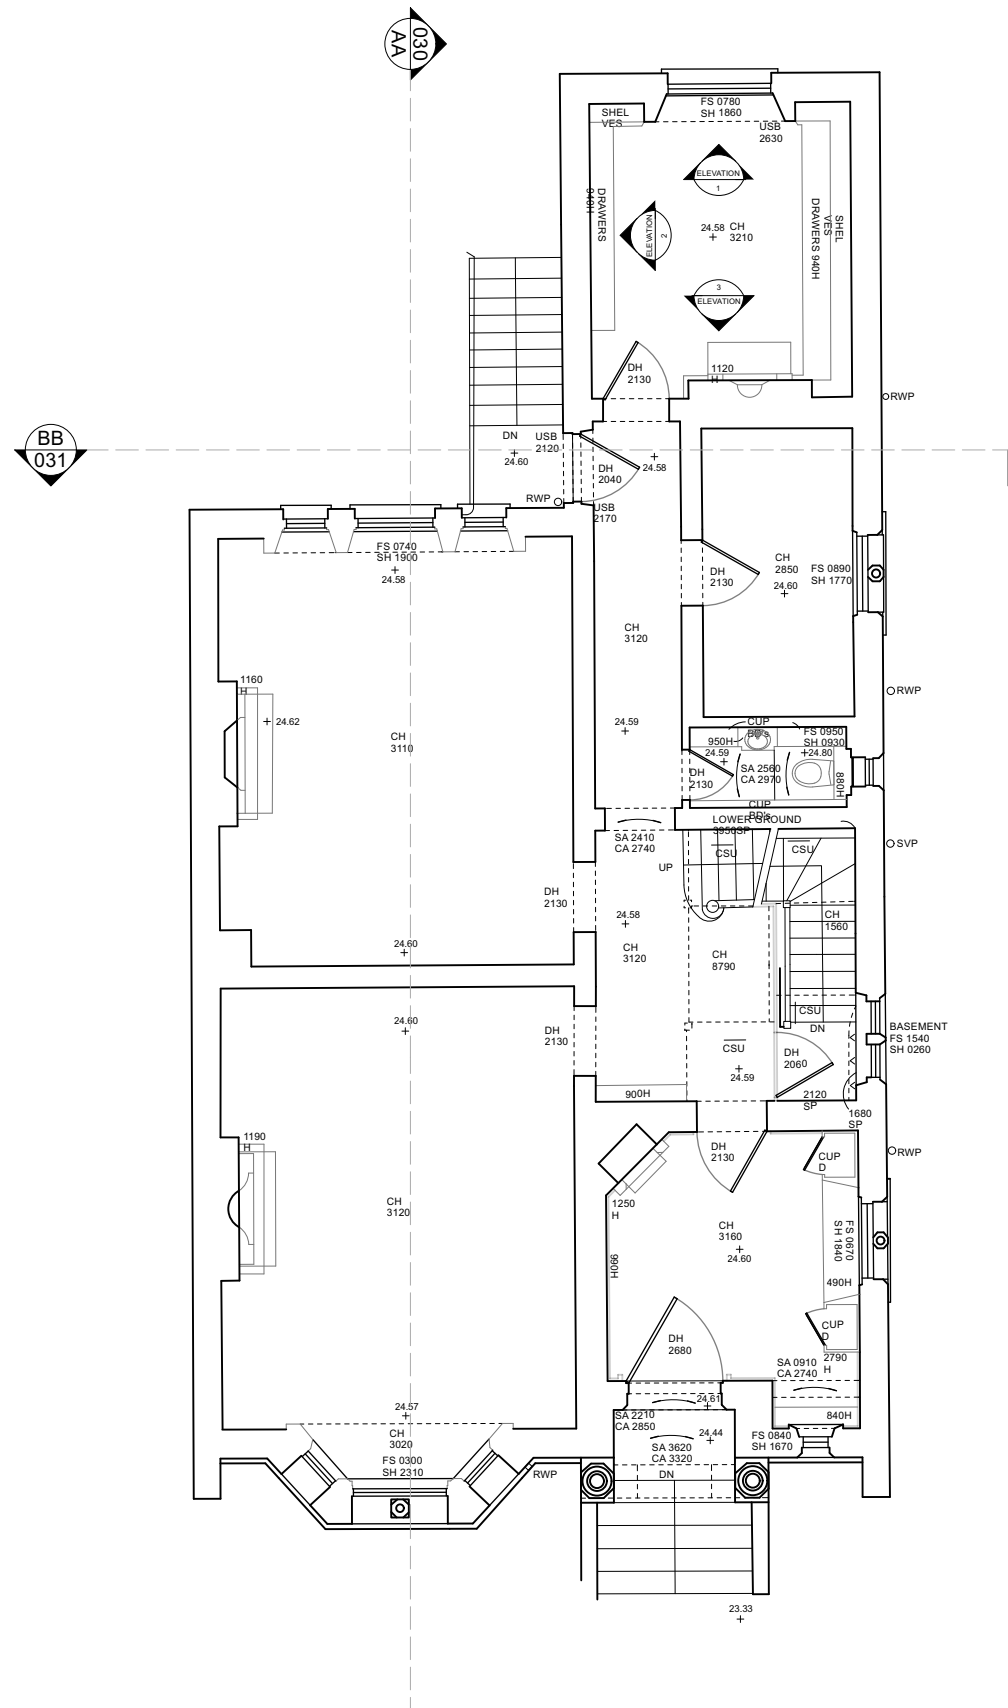 030
AA
FS 0780
SH 1860
SHEL
VES
USB
2630
ELEVATION
1
DRAWERS
940H
ELEVATION
2
24.58
CH
3210
SHEL
VES
DRAWERS 940H
3
ELEVATION
DH
2130
1120
H
RWP
BB
031
DN
24.60
USB
2120
DH
2040
24.58
RWP
USB
2170
FS 0740
SH 1900
24.58
DH
2130
CH
2850
24.60
FS 0890
SH 1770
CH
3120
1160
H
24.62
RWP
CH
3110
24.59
CUP
BD's
950H
24.59
FS 0950
SH 0930
24.80
DH
2130
SA 2560
CA 2970
880H
CUP
BD's
LOWER GROUND
3950SP
SA 2410
CA 2740
CSU
CSU
SVP
UP
DH
2130
24.58
CH
1560
24.60
CH
3120
CH
8790
24.60
DH
2130
CSU
DN
BASEMENT
FS 1540
SH 0260
CSU
24.59
DH
2060
900H
2120
SP
1680
SP
1190
H
DH
2130
CUP
D
RWP
CH
3120
1250
H
CH
3160
24.60
FS 0670
SH 1840
990H
490H
DH
2680
CUP
D
SA 0910
CA 2740
2790
H
24.57
CH
3020
24.61
SA 2210
CA 2850
24.44
840H
FS 0840
SH 1670
FS 0300
SH 2310
SA 3620
CA 3320
RWP
DN
23.33